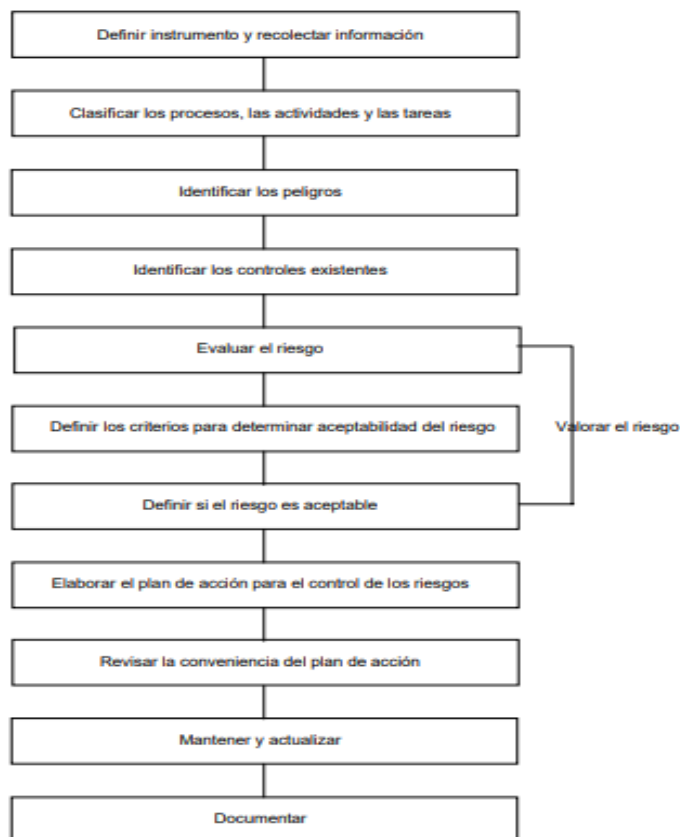 Definir instrumento y recolectar información
Clasificar los procesos, las actividades y las tareas
Identificar los peligros
Identificar los controles existentes
Evaluar el riesgo
Definir los criterios para determinar aceptabilidad del riesgo
Valorar el riesgo
Definir si el riesgo es aceptable
Elaborar el plan de acción para el control de los riesgos
Revisar la conveniencia del plan de acción
Mantener y actualizar
Documentar